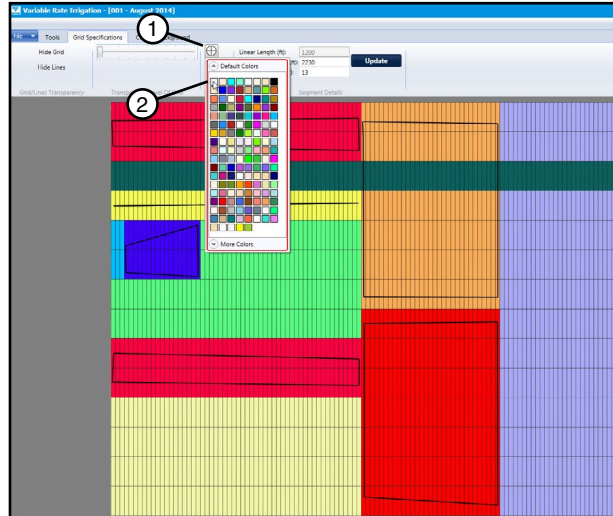 Variable Rate Irrigation - [001 - August 2014]
File Tools Grid Specifications
Hide Grid
Hide Lines
Linear Length (ft): 1200
2230
13
Update
Grid/Lines Transparency
Segment Details
1
2
Default Colors
More Colors